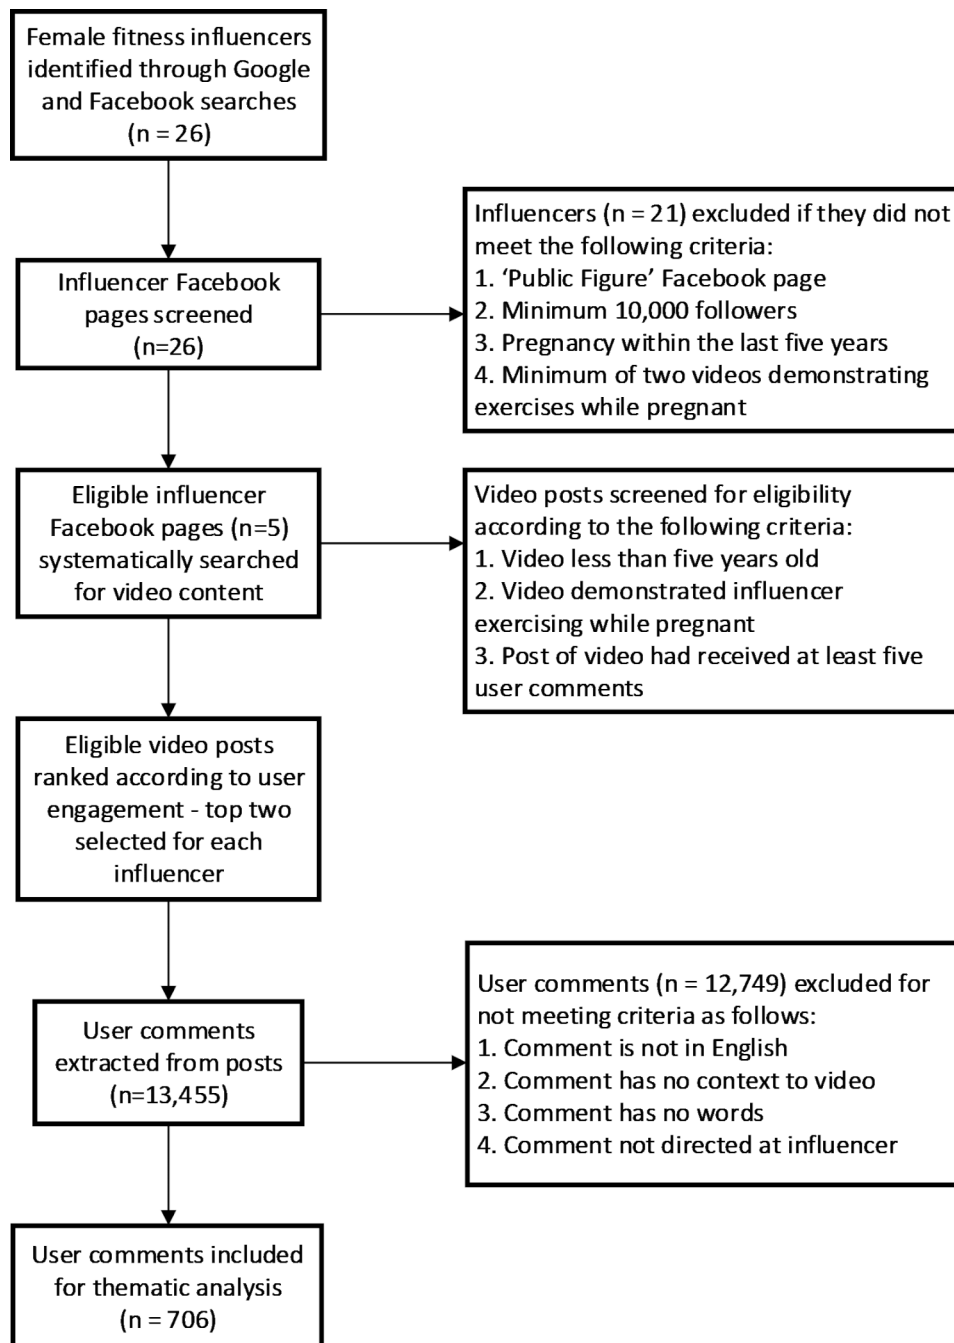 Female fitness influencers
identified through Google
and Facebook searches
(n = 26)
Influencer Facebook
pages screened
(n=26)
Influencers (n = 21) excluded if they did not
meet the following criteria:
1. ‘Public Figure’ Facebook page
2. Minimum 10,000 followers
3. Pregnancy within the last five years
4. Minimum of two videos demonstrating
exercises while pregnant
Eligible influencer
Facebook pages (n=5)
systematically searched
for video content
Video posts screened for eligibility
according to the following criteria:
1. Video less than five years old
2. Video demonstrated influencer
exercising while pregnant
3. Post of video had received at least five
user comments
Eligible video posts
ranked according to user
engagement - top two
selected for each
influencer
User comments
extracted from posts
(n=13,455)
User comments (n = 12,749) excluded for
not meeting criteria as follows:
1. Comment is not in English
2. Comment has no context to video
3. Comment has no words
4. Comment not directed at influencer
User comments included
for thematic analysis
(n = 706)